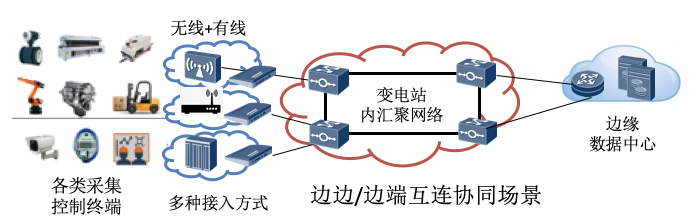 无线+有线
变电站
内汇聚网络
边缘
数据中心
各类采集
控制终端
多种接入方式
边边/边端互连协同场景